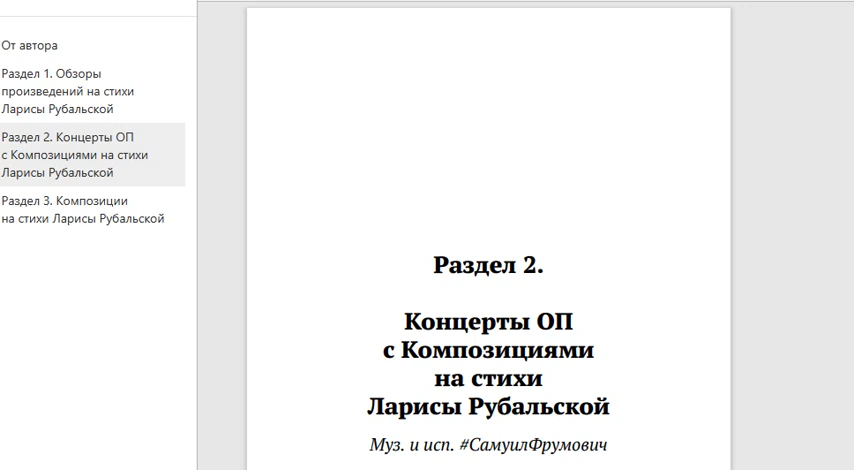 От автора
Раздел 1. Обзоры
произведений на стихи
Ларисы Рубальской
Раздел 2. Концерты ОП
с Композициями на стихи
Ларисы Рубальской
Раздел 3. Композиции
на стихи Ларисы Рубальской
Раздел 2.
Концерты ОП
с Композициями
на стихи
Ларисы Рубальской
Муз. и исп. #СамуилФрумович